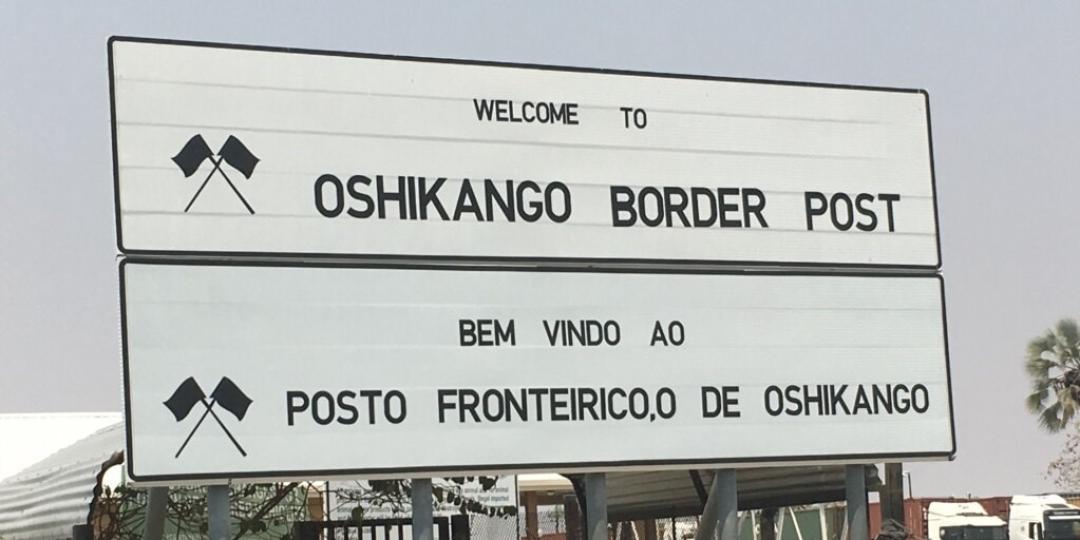 WELCOME TO
OSHIKANGO BORDER POST
BEM VINDO AO
POSTO FRONTEIRICO,O DE OSHIKANGO